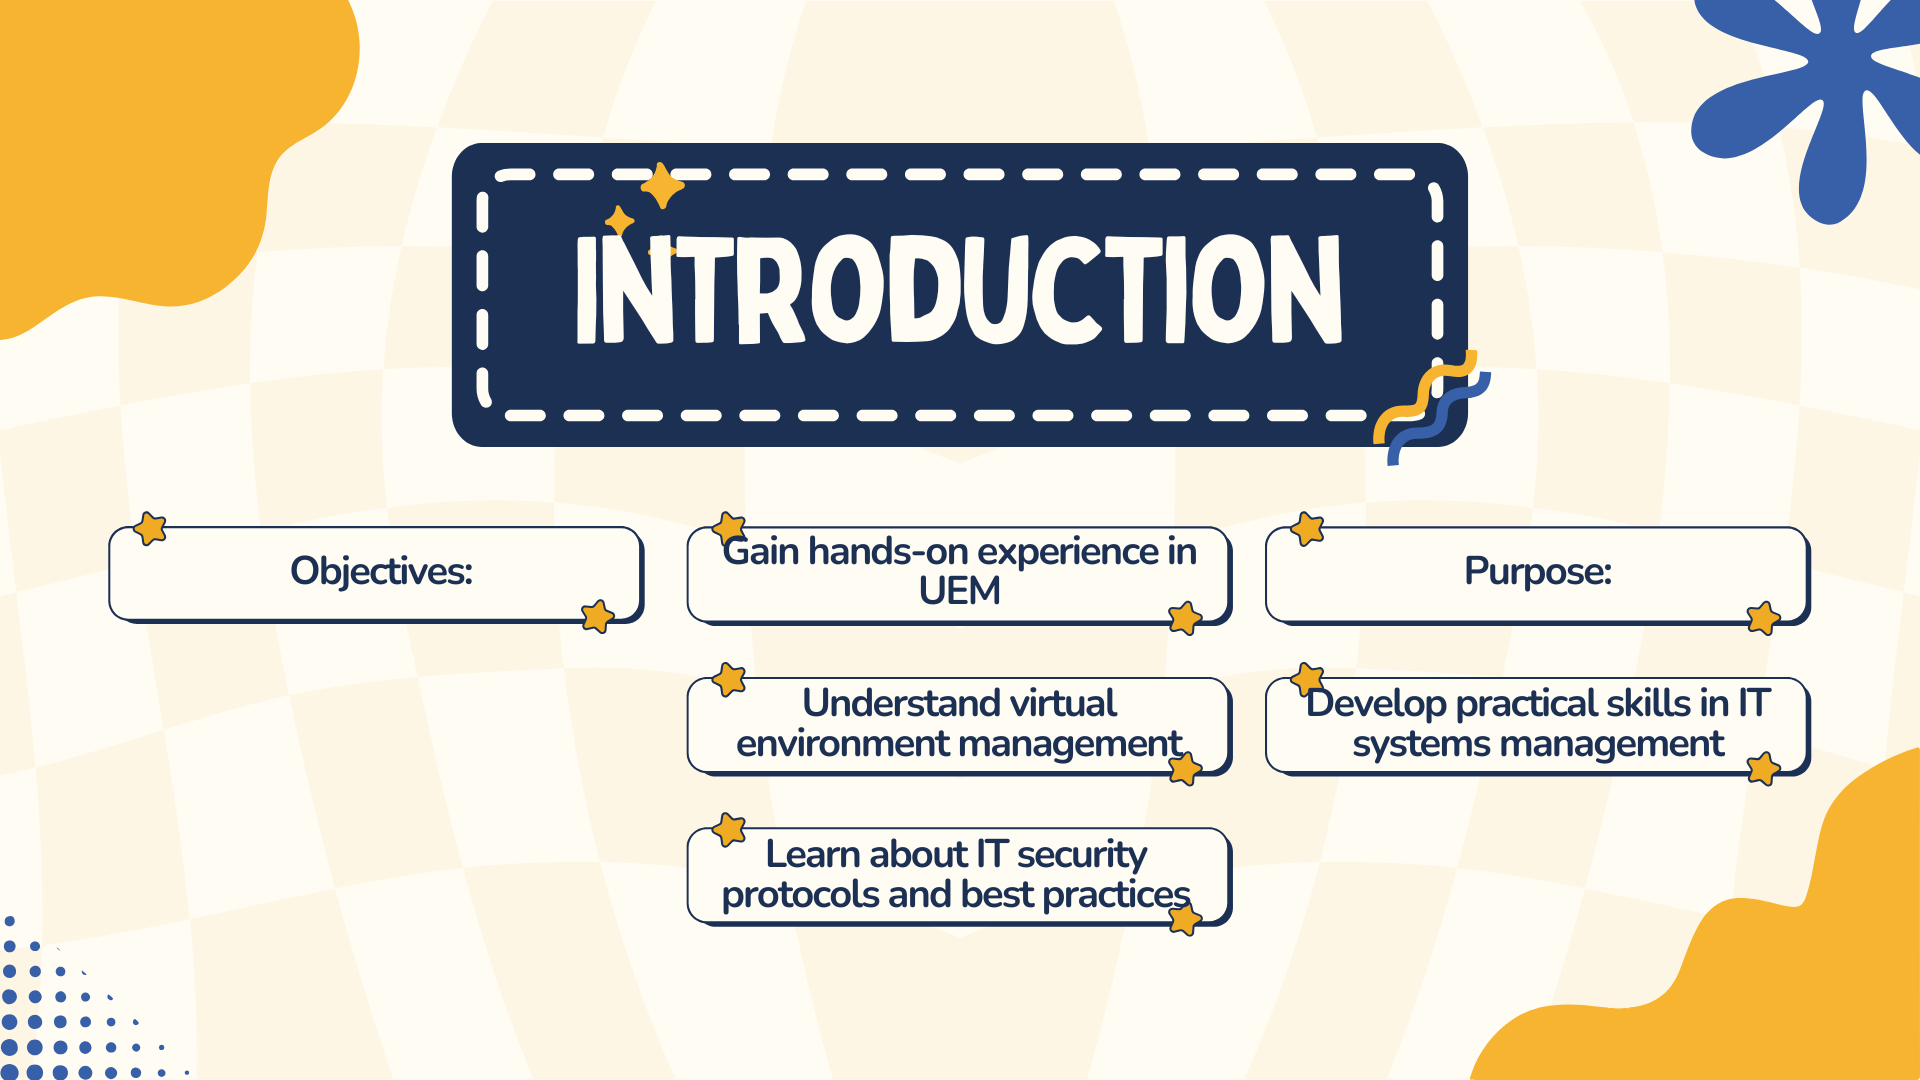 INTRODUCTION
Objectives:
Gain hands-on experience in
UEM
Understand virtual
environment management
Learn about IT security
protocols and best practices
Purpose:
Develop practical skills in IT
systems management